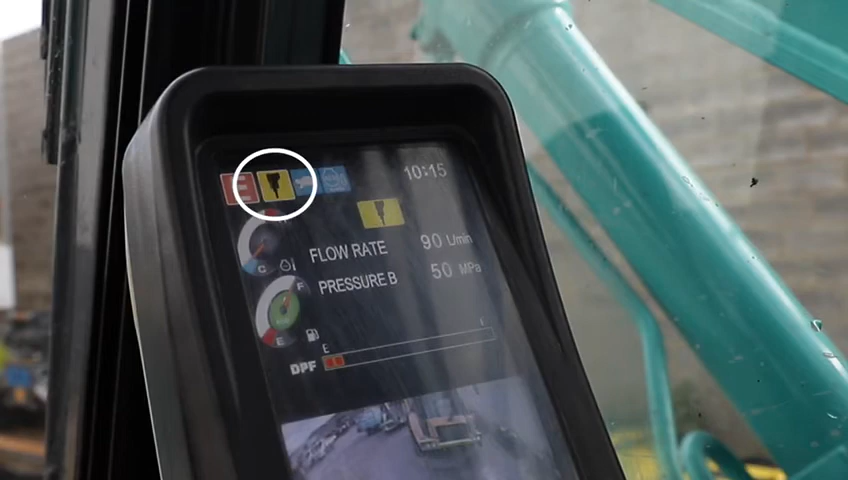 E
10:15
FLOW RATE 90 L/min
C
F
PRESSURE B 50 MPa
E
E F
DPF